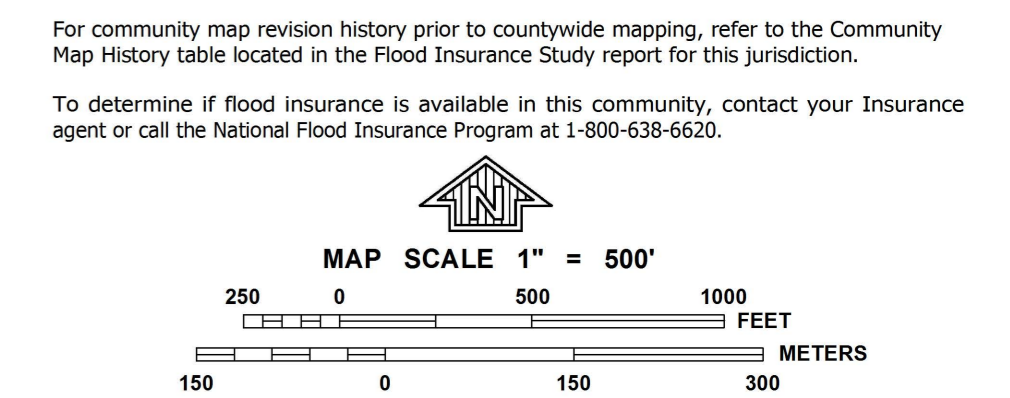 For community map revision history prior to countywide mapping, refer to the Community
Map History table located in the Flood Insurance Study report for this jurisdiction.
To determine if flood insurance is available in this community, contact your Insurance
agent or call the National Flood Insurance Program at 1-800-638-6620.
N
MAP SCALE 1" = 500'
250 0 500 1000
FEET
METERS
150 0 150 300